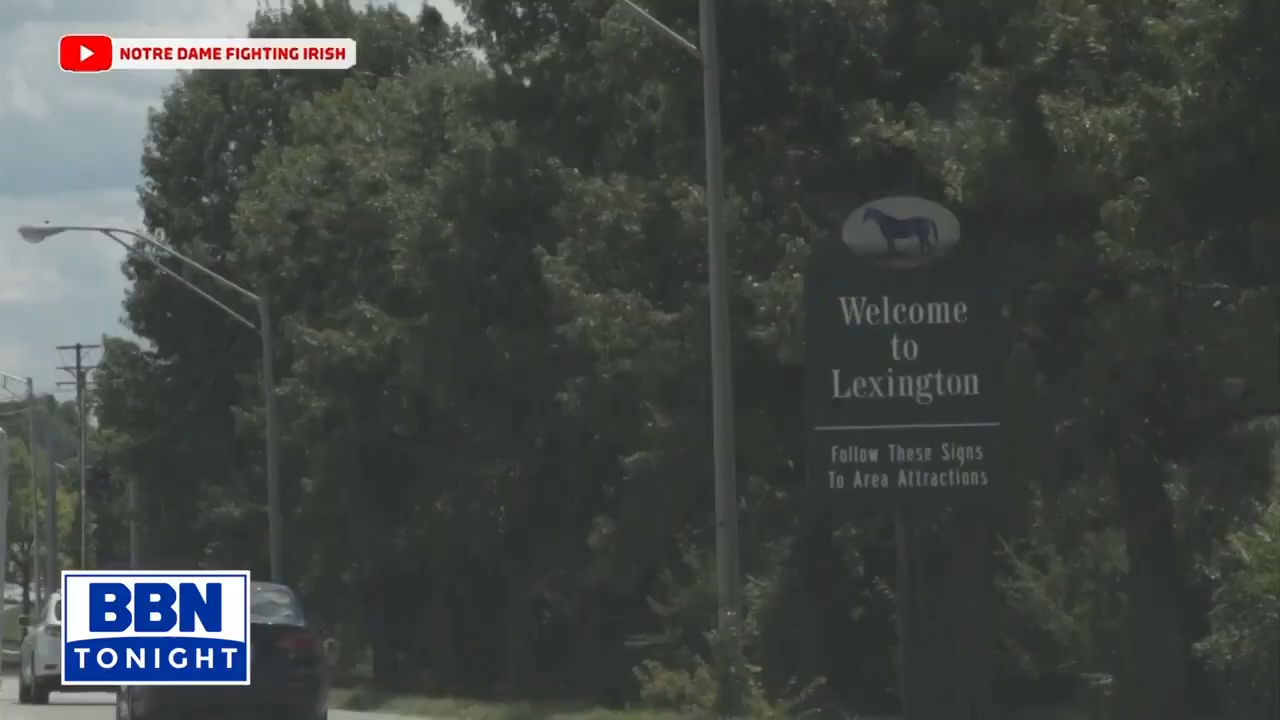 NOTRE DAME FIGHTING IRISH
Welcome
to
Lexington
Follow These Signs
To Area Attractions
BBN
TONIGHT